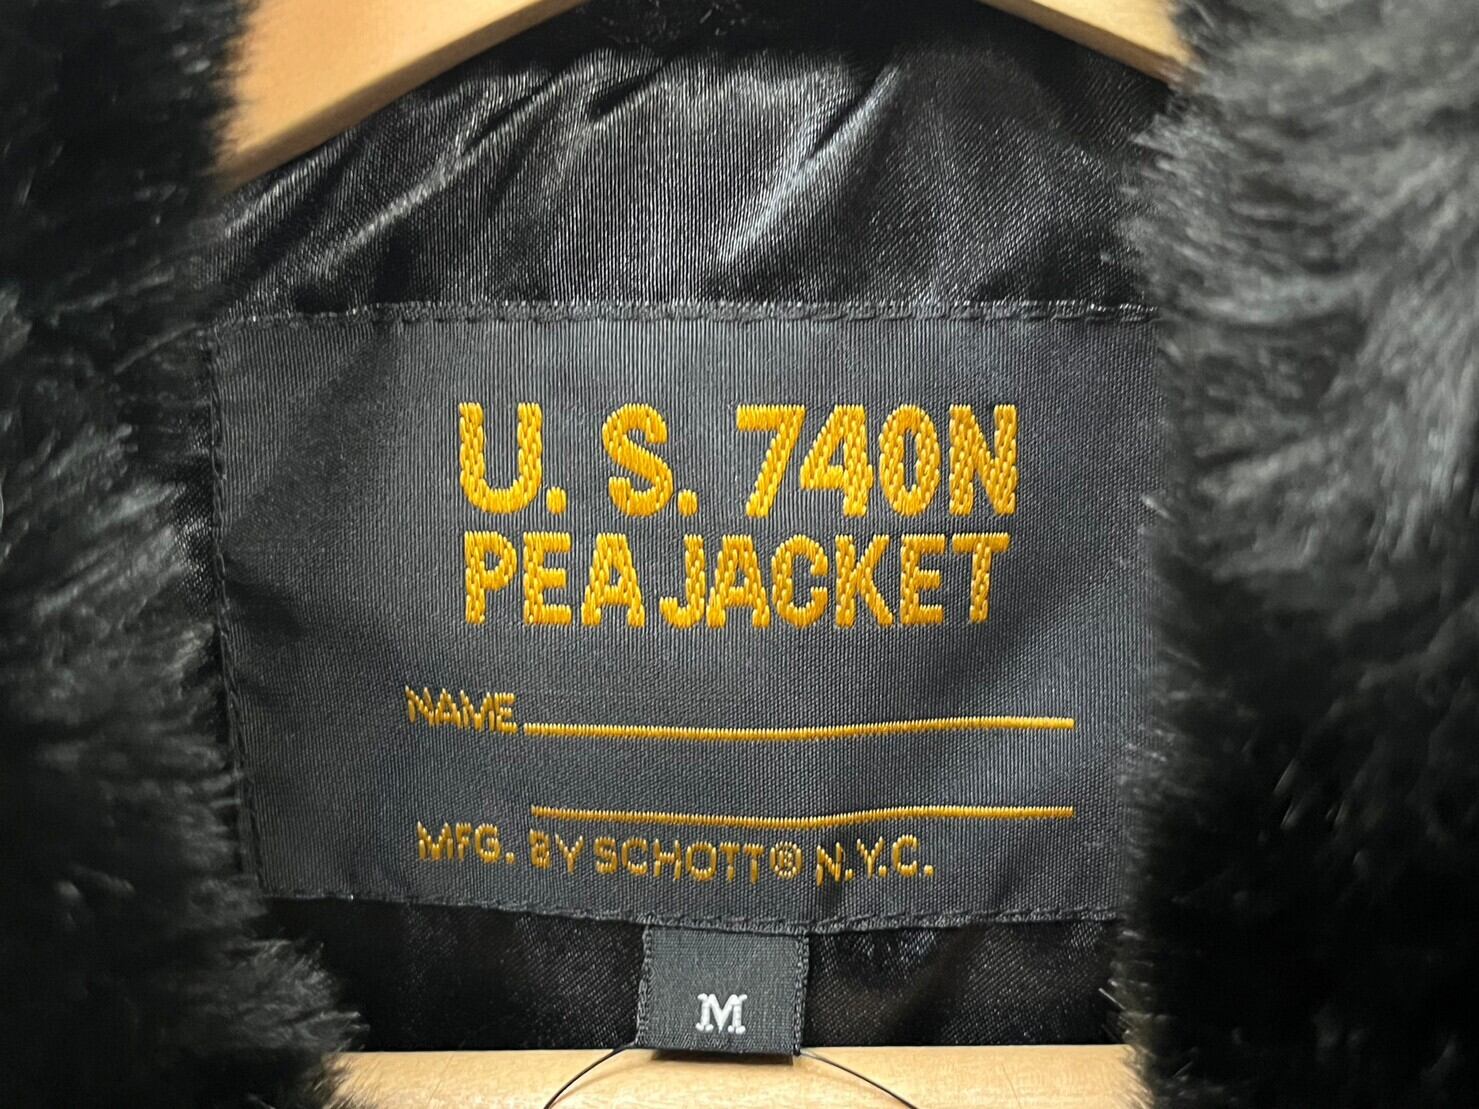 U. S. 740N
PEA JACKET
NAME
MFG. BY SCHOTT® N.Y.C.
M